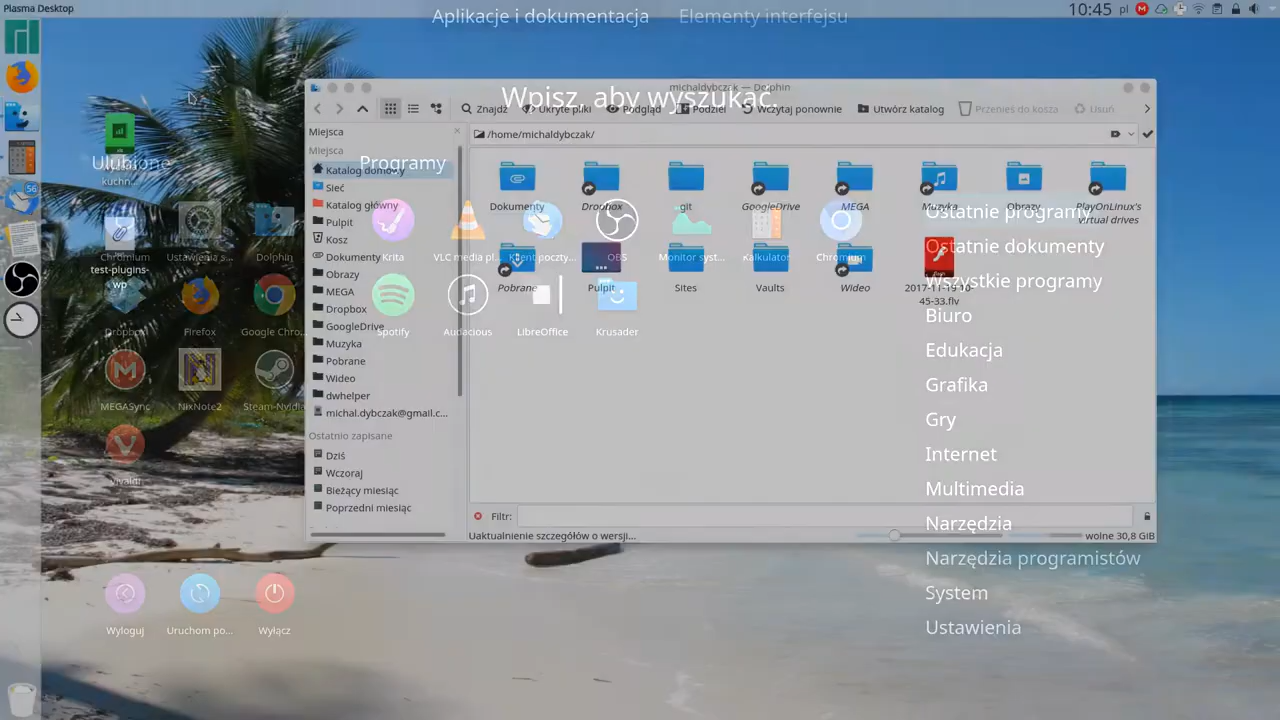 Plasma Desktop
Aplikacje i dokumentacja
Elementy interfejsu
10:45
pl
michaldybczak — Dolphin
Wpisz, aby wyszukać...
Znajdź
Ukryte pliki
Podgląd
Podziel
Wczytaj ponownie
Utwórz katalog
Przenieś do kosza
Usuń
/home/michaldybczak/
Ulubione
Programy
Miejsca
Miejsca
Katalog domowy
Sieć
Katalog główny
Pulpit
Kosz
Dokumenty
Obrazy
MEGA
Dropbox
GoogleDrive
Muzyka
Pobrane
Wideo
dwhelper
michal.dybczak@gmail.c...
Ostatnio zapisane
Dziś
Wczoraj
Bieżący miesiąc
Poprzedni miesiąc
Dokumenty
Dropbox
git
GoogleDrive
MEGA
Muzyka
Obrazy
PlayOnLinux's
virtual drives
Krita
VLC media pl...
Klient poczty...
OBS
Monitor syst...
Kalkulator
Chromium
Pobrane
Pulpit
Sites
Vaults
Wideo
45-33.flv
Spotify
Audacious
LibreOffice
Krusader
56
kuchn...
Chromium
test-plugins-
wp
Ustawienia s...
Dolphin
Dropbox
Firefox
Google Chro...
MEGASync
NixNote2
Steam-Nvidia
Vivaldi
Wyloguj
Uruchom po...
Wyłącz
Ostatnie programy
Ostatnie dokumenty
Wszystkie programy
Biuro
Edukacja
Grafika
Gry
Internet
Multimedia
Narzędzia
Narzędzia programistów
System
Ustawienia
Filtr:
Uaktualnienie szczegółów o wersji...
wolne 30,8 GiB